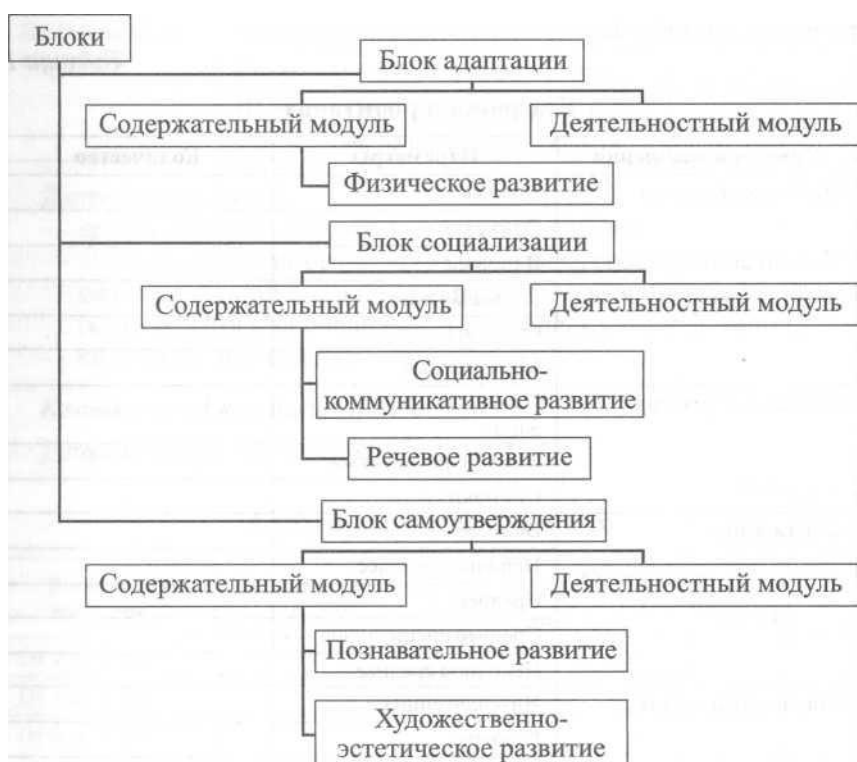 Блоки
Блок адаптации
Содержательный модуль
Деятельностный модуль
Физическое развитие
Блок социализации
Содержательный модуль
Деятельностный модуль
Социально-
коммуникативное развитие
Речевое развитие
Блок самоутверждения
Содержательный модуль
Деятельностный модуль
Познавательное развитие
Художественно-
эстетическое развитие